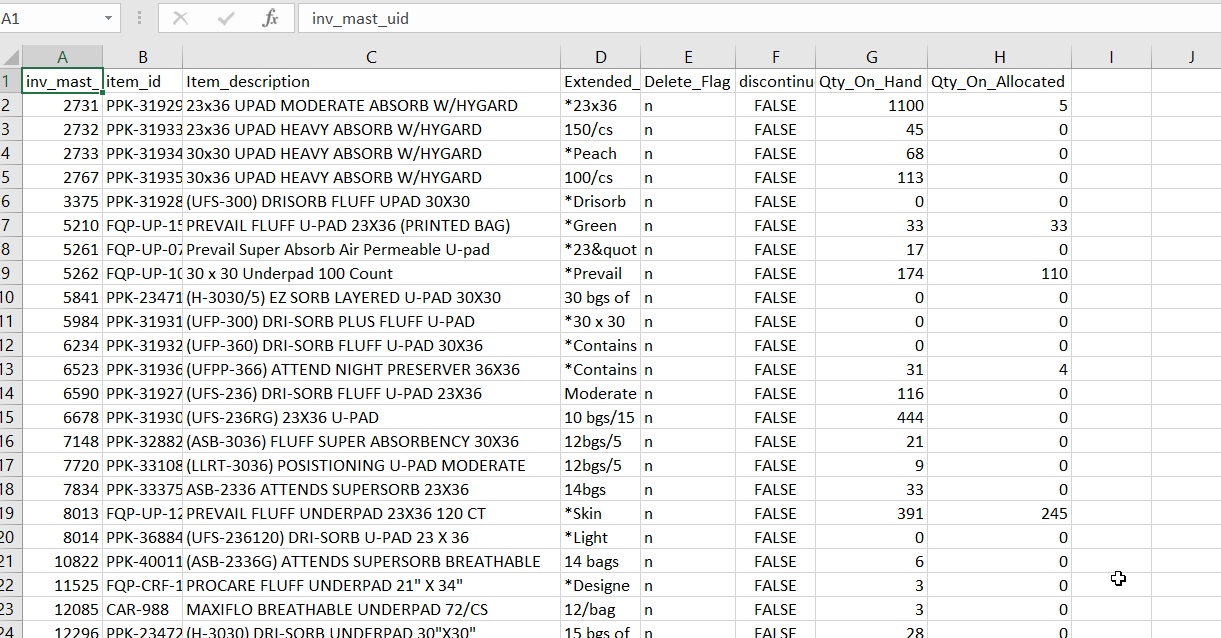 A1 fx inv_mast_uid
A B C D E F G H I J
1 inv_mast_ item_id Item_description Extended_ Delete_Flag discontinu Qty_On_Hand Qty_On_Allocated
2 2731 PPK-31929 23x36 UPAD MODERATE ABSORB W/HYGARD *23x36 n FALSE 1100 5
3 2732 PPK-31933 23x36 UPAD HEAVY ABSORB W/HYGARD 150/cs n FALSE 45 0
4 2733 PPK-31934 30x30 UPAD HEAVY ABSORB W/HYGARD *Peach n FALSE 68 0
5 2767 PPK-31935 30x36 UPAD HEAVY ABSORB W/HYGARD 100/cs n FALSE 113 0
6 3375 PPK-31928 (UFS-300) DRISORB FLUFF UPAD 30X30 *Drisorb n FALSE 0 0
7 5210 FQP-UP-15 PREVAIL FLUFF U-PAD 23X36 (PRINTED BAG) *Green n FALSE 33 33
8 5261 FQP-UP-07 Prevail Super Absorb Air Permeable U-pad *23&quot n FALSE 17 0
9 5262 FQP-UP-10 30 x 30 Underpad 100 Count *Prevail n FALSE 174 110
10 5841 PPK-23471 (H-3030/5) EZ SORB LAYERED U-PAD 30X30 30 bgs of n FALSE 0 0
11 5984 PPK-31931 (UFP-300) DRI-SORB PLUS FLUFF U-PAD *30 x 30 n FALSE 0 0
12 6234 PPK-31932 (UFP-360) DRI-SORB FLUFF U-PAD 30X36 *Contains n FALSE 0 0
13 6523 PPK-31936 (UFPP-366) ATTEND NIGHT PRESERVER 36X36 *Contains n FALSE 31 4
14 6590 PPK-31927 (UFS-236) DRI-SORB FLUFF U-PAD 23X36 Moderate n FALSE 116 0
15 6678 PPK-31930 (UFS-236RG) 23X36 U-PAD 10 bgs/15 n FALSE 444 0
16 7148 PPK-32882 (ASB-3036) FLUFF SUPER ABSORBENCY 30X36 12bgs/5 n FALSE 21 0
17 7720 PPK-33108 (LLRT-3036) POSISTIONING U-PAD MODERATE 12bgs/5 n FALSE 9 0
18 7834 PPK-33375 ASB-2336 ATTENDS SUPERSORB 23X36 14bgs n FALSE 33 0
19 8013 FQP-UP-12 PREVAIL FLUFF UNDERPAD 23X36 120 CT *Skin n FALSE 391 245
20 8014 PPK-36884 (UFS-236120) DRI-SORB U-PAD 23 X 36 *Light n FALSE 0 0
21 10822 PPK-40011 (ASB-2336G) ATTENDS SUPERSORB BREATHABLE 14 bags n FALSE 6 0
22 11525 FQP-CRF-1 PROCARE FLUFF UNDERPAD 21" X 34" *Designe n FALSE 3 0
23 12085 CAR-988 MAXIFLO BREATHABLE UNDERPAD 72/CS 12/bag n FALSE 3 0
24 12296 PPK-23472 (H-3030) DRI-SORB UNDERPAD 30"X30" 15 bgs of n FALSE 28 0